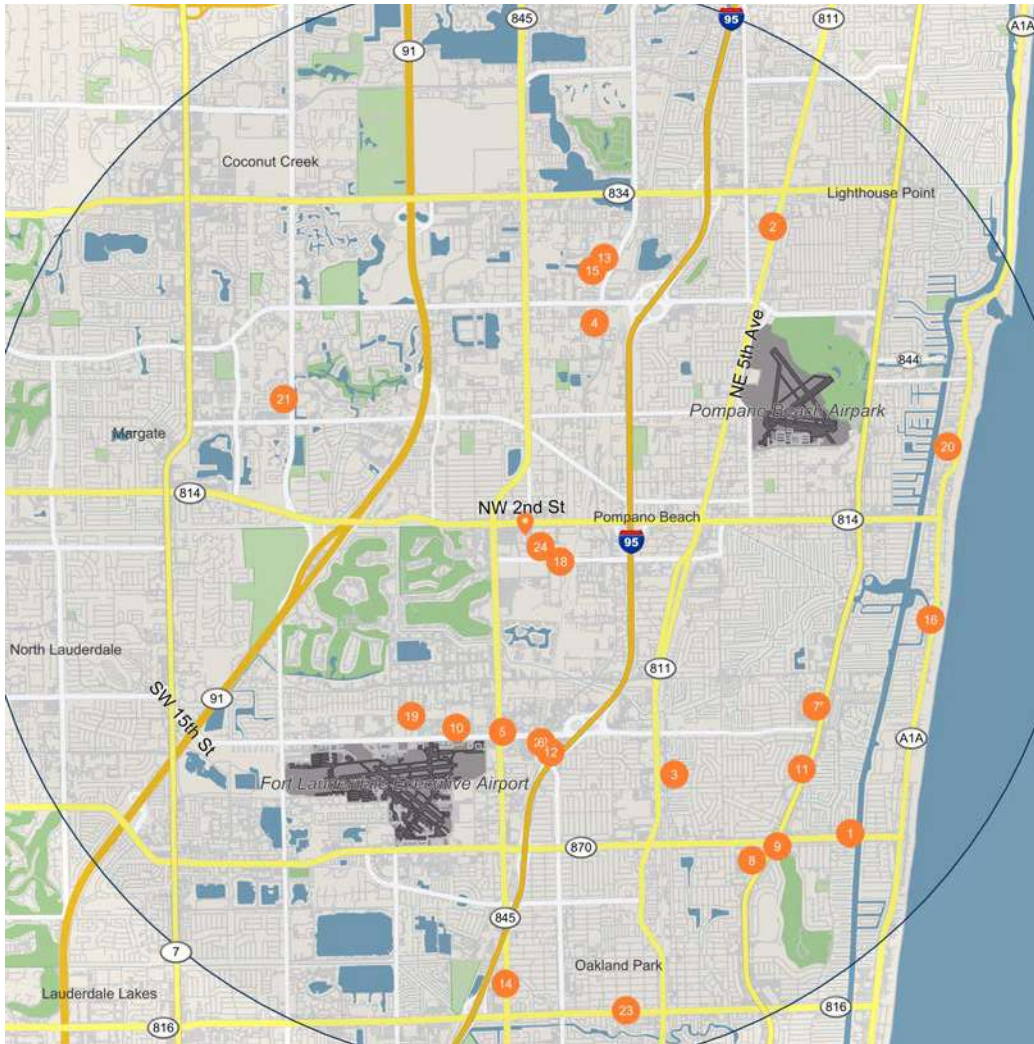 845
811
95
91
A1A
Coconut Creek
834
Lighthouse Point
2
13
15
4
NE 5th Ave
844
21
Pompano Beach Airpark
Margate
20
814
NW 2nd St
Pompano Beach
814
95
24
18
16
North Lauderdale
811
SW 15th St
91
7
19
10
5
12
A1A
11
3
Fort Lauderdale Executive Airport
1
870
9
8
845
7
Oakland Park
14
Lauderdale Lakes
23
816
816